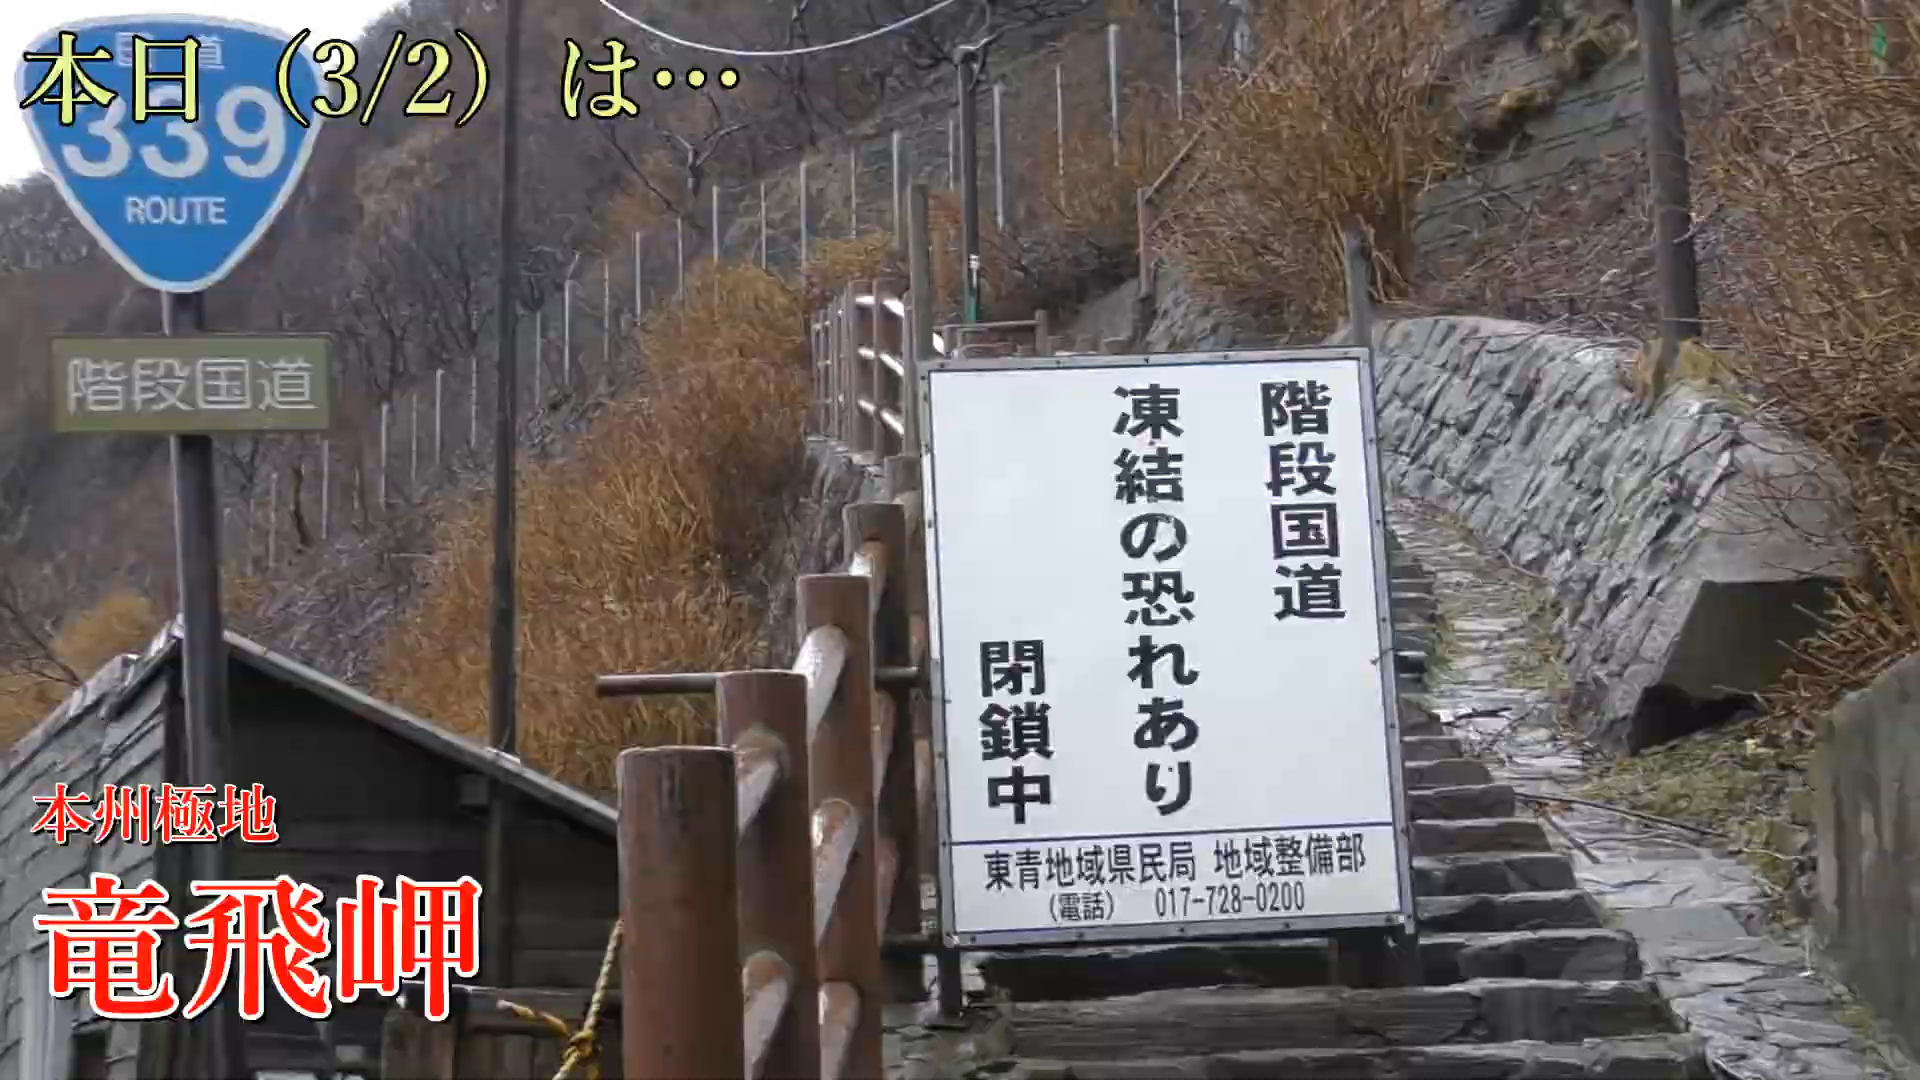 本日（3/2）は…
国道
339
ROUTE
階段国道
階段国道
凍結の恐れあり
閉鎖中
東青地域県民局 地域整備部
（電話） 017-728-0200
本州極地
竜飛岬